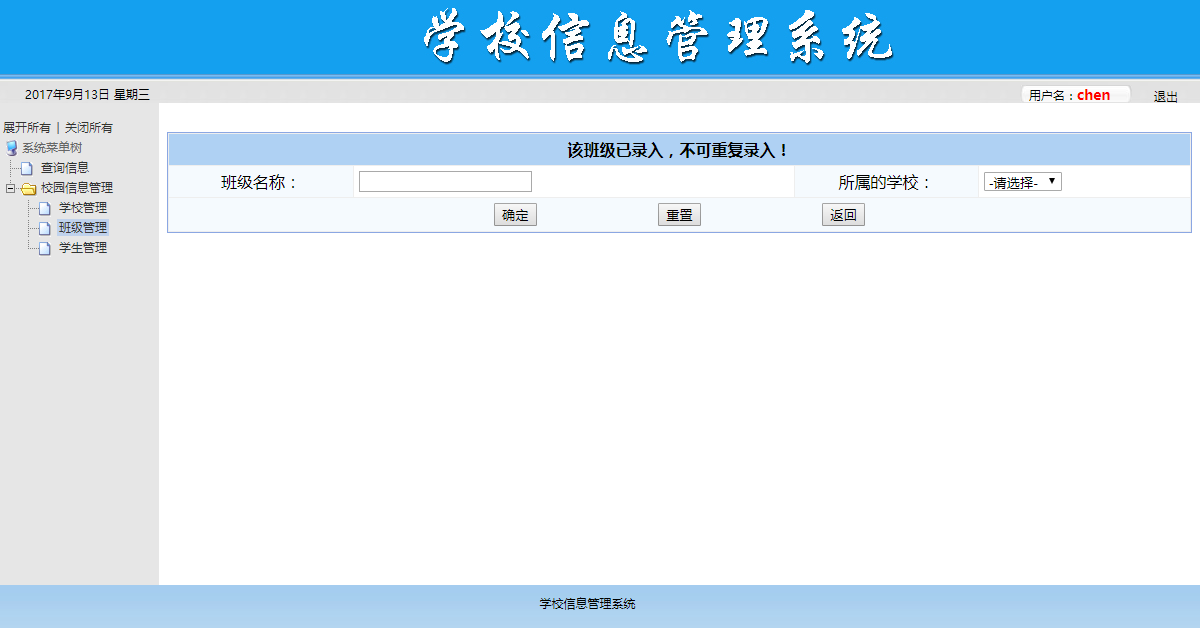 学校信息管理系统
2017年9月13日 星期三
用户名：chen
退出
展开所有 | 关闭所有
系统菜单树
查询信息
校园信息管理
学校管理
班级管理
学生管理
该班级已录入，不可重复录入！
班级名称：
所属的学校：
-请选择-
确定
重置
返回
学校信息管理系统